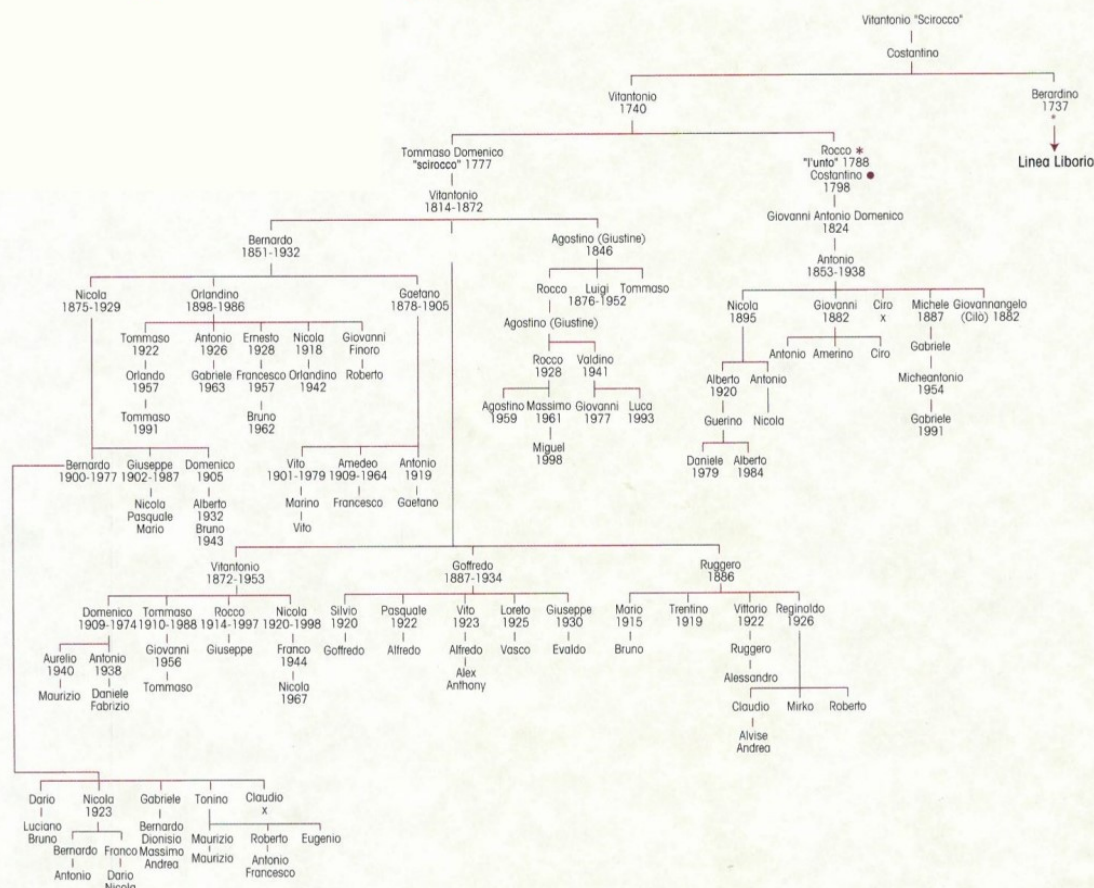 Vitantonio "Scirocco"
Costantino
Vitantonio Berardino
1740 1737
*
Tommaso Domenico Rocco *
"scirocco" 1777 "l'unto" 1788
Costantino ●
1798
Linea Liborio
Vitantonio
1814-1872
Giovanni Antonio Domenico
1824
Bernardo Agostino (Giustine)
1851-1932 1846
Antonio
1853-1938
Nicola Orlandino Gaetano Rocco Luigi Tommaso
1875-1929 1898-1986 1878-1905 1876-1952
Nicola Giovanni Ciro Michele Giovannangelo
1895 1882 x 1887 (Cilò) 1882
Agostino (Giustine)
Tommaso Antonio Ernesto Nicola Giovanni
1922 1926 1928 1918 Finoro
Gabriele
Antonio Amerino Ciro
Rocco Valdino
1928 1941
Orlando Gabriele Francesco Orlandino Roberto
1957 1963 1957 1942
Alberto Antonio Micheantonio
1920 1954
Agostino Massimo Giovanni Luca
1959 1961 1977 1993
Tommaso Bruno
1991 1962
Guerino Nicola Gabriele
1991
Miguel
1998
Daniele Alberto
1979 1984
Bernardo Giuseppe Domenico Vito Amedeo Antonio
1900-1977 1902-1987 1905 1901-1979 1909-1964 1919
Nicola Alberto Marino Francesco Gaetano
Pasquale 1932
Mario Bruno Vito
1943
Vitantonio Goffredo Ruggero
1872-1953 1887-1934 1886
Domenico Tommaso Rocco Nicola Silvio Pasquale Vito Loreto Giuseppe Mario Trentino Vittorio Reginaldo
1909-1974 1910-1988 1914-1997 1920-1998 1920 1922 1923 1925 1930 1915 1919 1922 1926
Aurelio Antonio Giovanni Giuseppe Franco Goffredo Alfredo Alfredo Vasco Evaldo Bruno Ruggero
1940 1938 1956 1944
Maurizio Daniele Tommaso Nicola Alex Alessandro
Fabrizio 1967 Anthony
Claudio Mirko Roberto
Alvise
Andrea
Dario Nicola Gabriele Tonino Claudio
1923 x
Luciano Bernardo Maurizio Roberto Eugenio
Bruno Dionisio
Bernardo Franco Massimo Maurizio Antonio
Andrea Francesco
Antonio Dario
Nicola